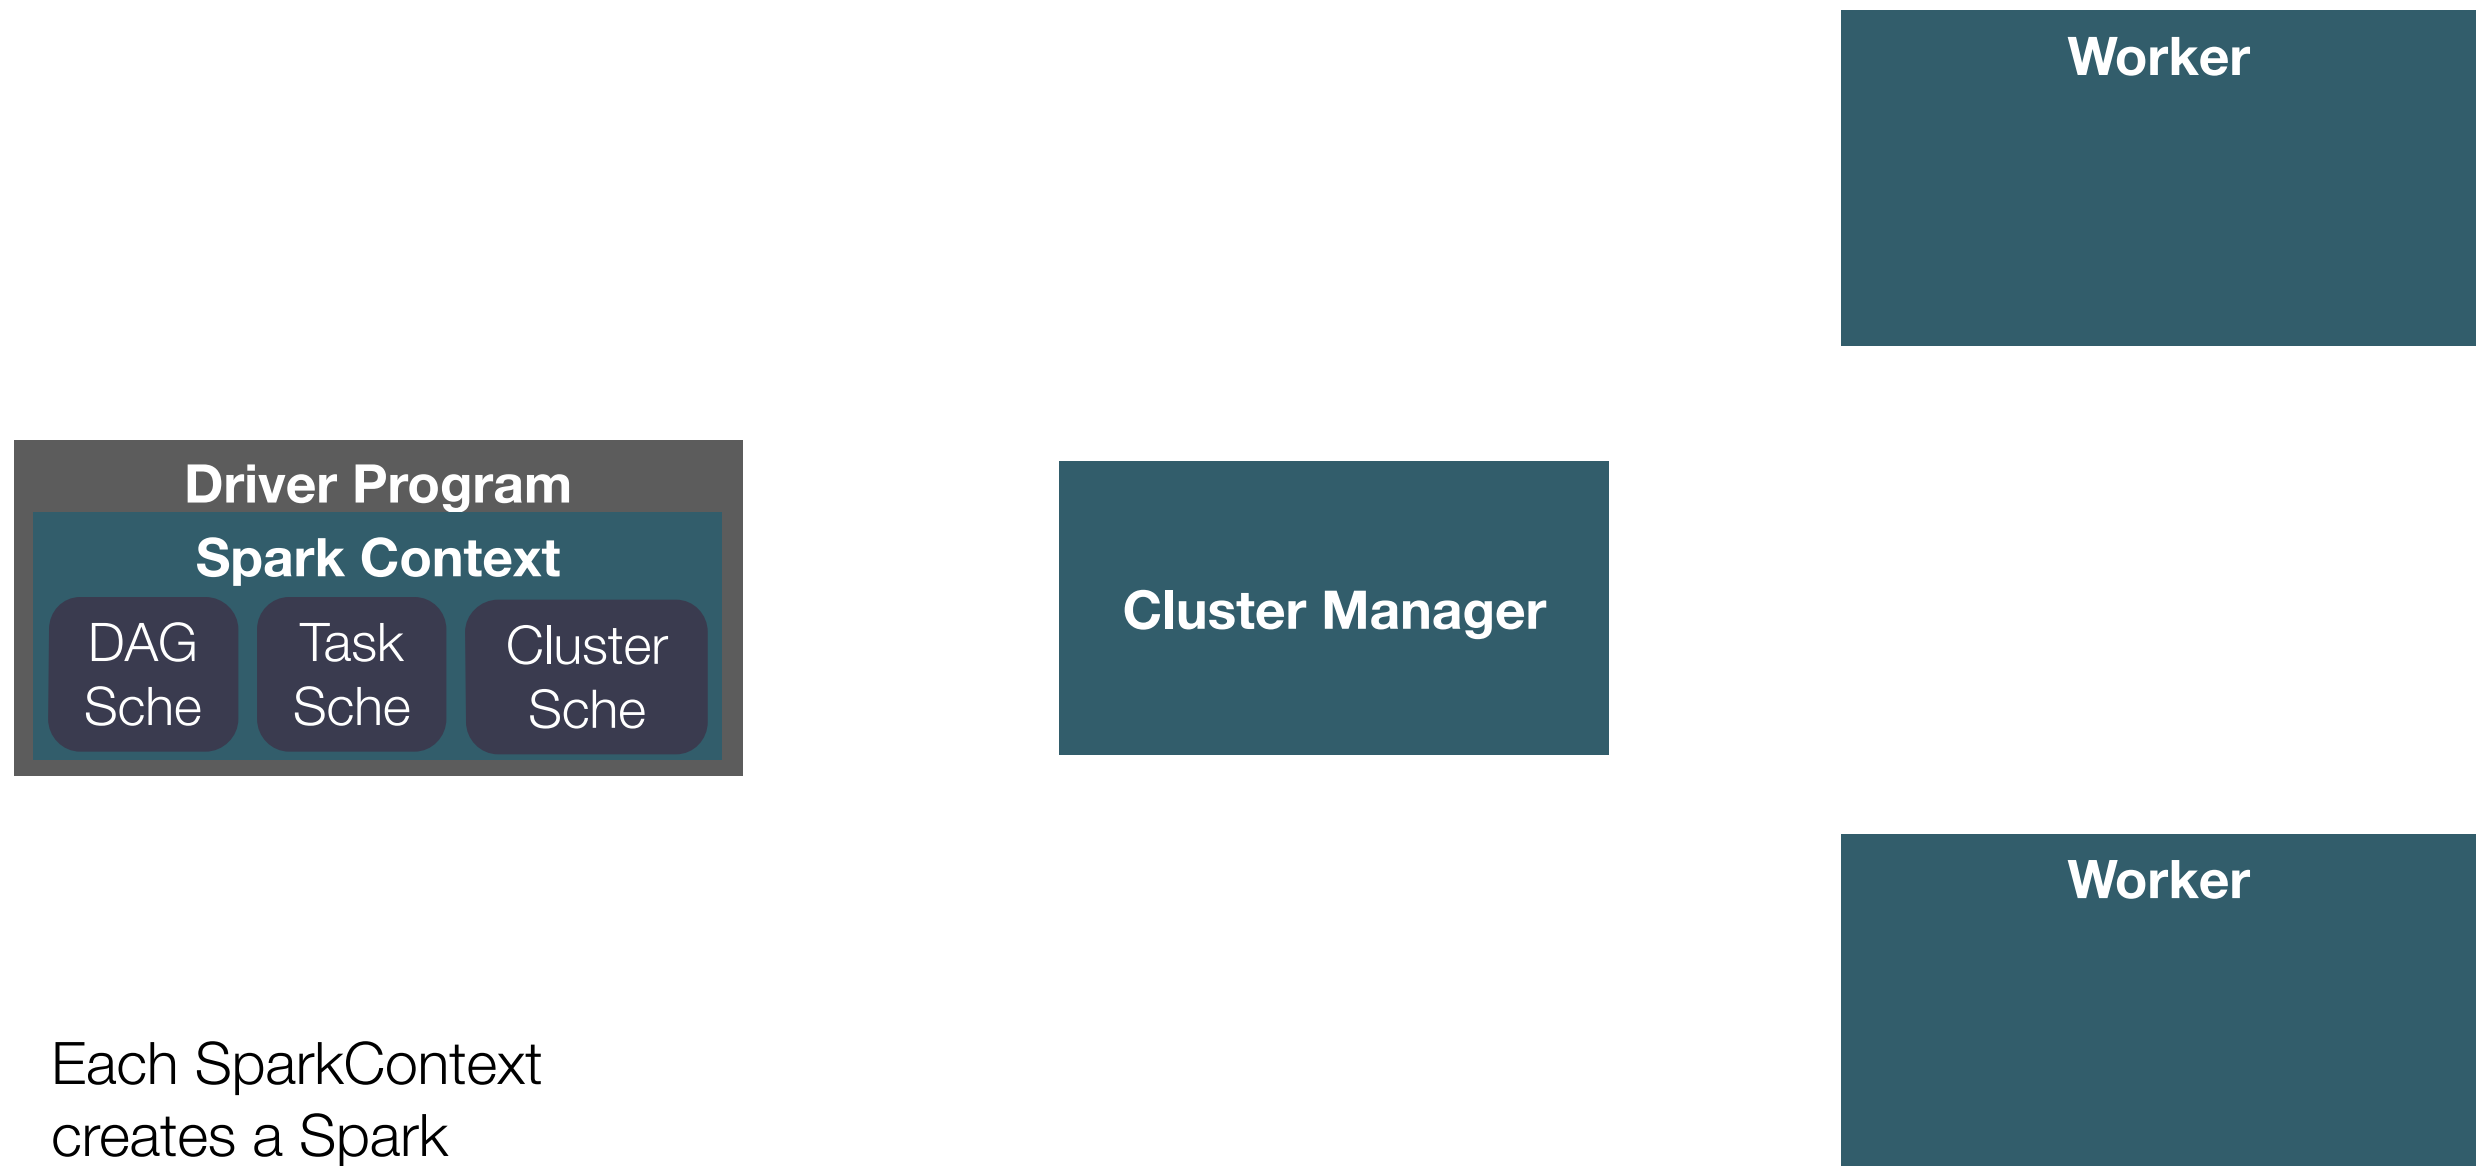 Worker
Driver Program
Spark Context
DAG
Sche
Task
Sche
Cluster
Sche
Cluster Manager
Worker
Each SparkContext
creates a Spark